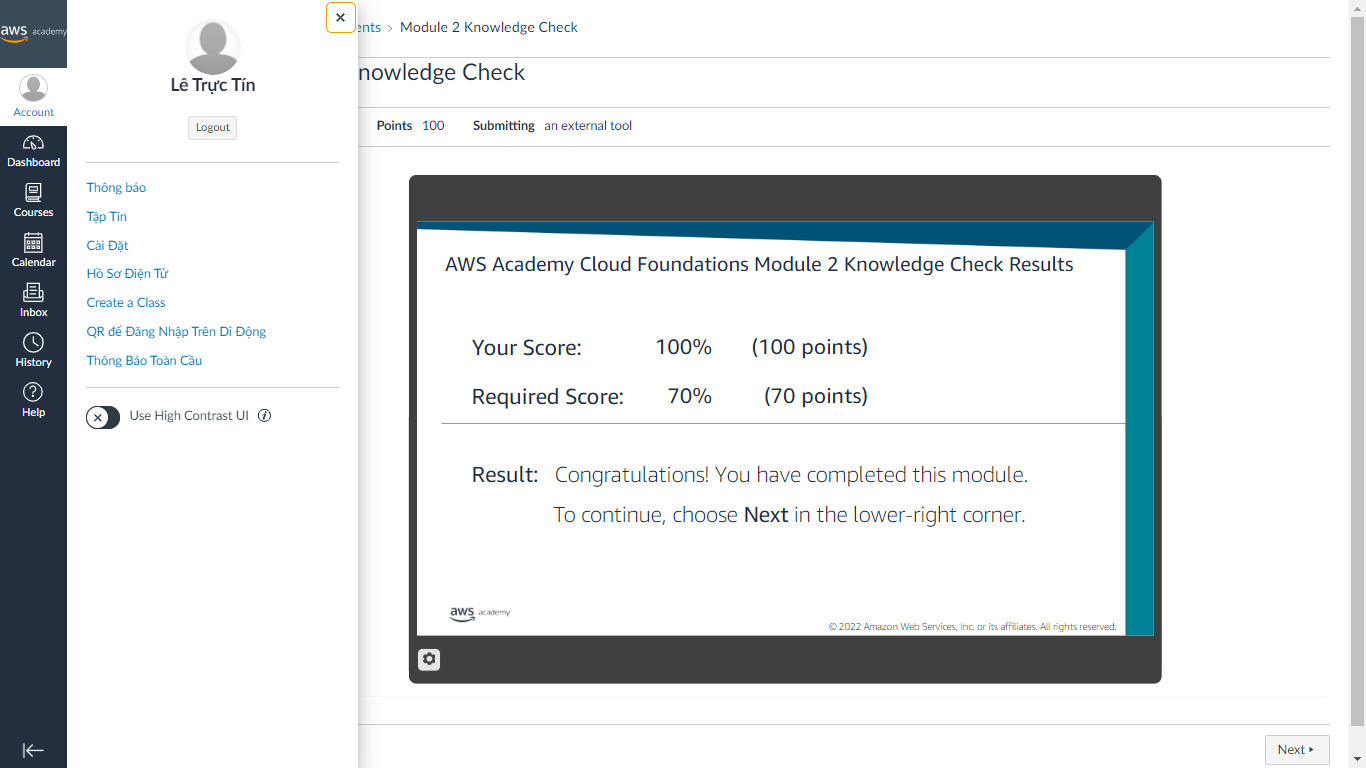 aws academy
Account
Dashboard
Courses
Calendar
Inbox
History
Help
Lê Trực Tín
Logout
Thông báo
Tập Tin
Cài Đặt
Hồ Sơ Điện Tử
Create a Class
QR để Đăng Nhập Trên Di Động
Thông Báo Toàn Cầu
Use High Contrast UI
ents › Module 2 Knowledge Check
nowledge Check
Points 100 Submitting an external tool
AWS Academy Cloud Foundations Module 2 Knowledge Check Results
Your Score: 100% (100 points)
Required Score: 70% (70 points)
Result: Congratulations! You have completed this module.
To continue, choose Next in the lower-right corner.
aws academy
© 2022 Amazon Web Services, Inc. or its affiliates. All rights reserved.
Next